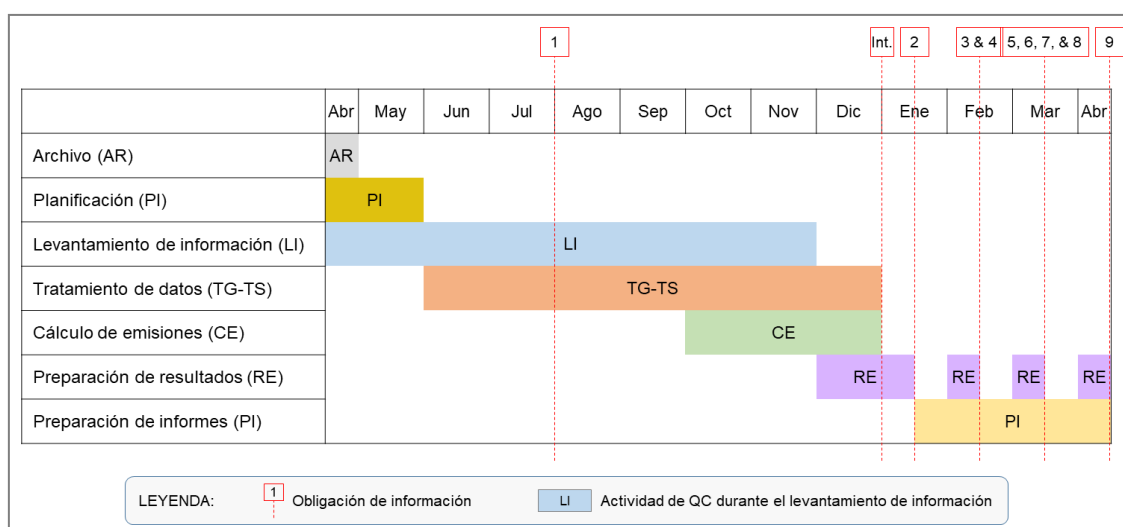 1 Int. 2 3 & 4 5, 6, 7, & 8 9
Abr May Jun Jul Ago Sep Oct Nov Dic Ene Feb Mar Abr
Archivo (AR) AR
Planificación (PI) PI
Levantamiento de información (LI) LI
Tratamiento de datos (TG-TS) TG-TS
Cálculo de emisiones (CE) CE
Preparación de resultados (RE) RE RE RE RE
Preparación de informes (PI) PI
LEYENDA: 1 Obligación de información LI Actividad de QC durante el levantamiento de información